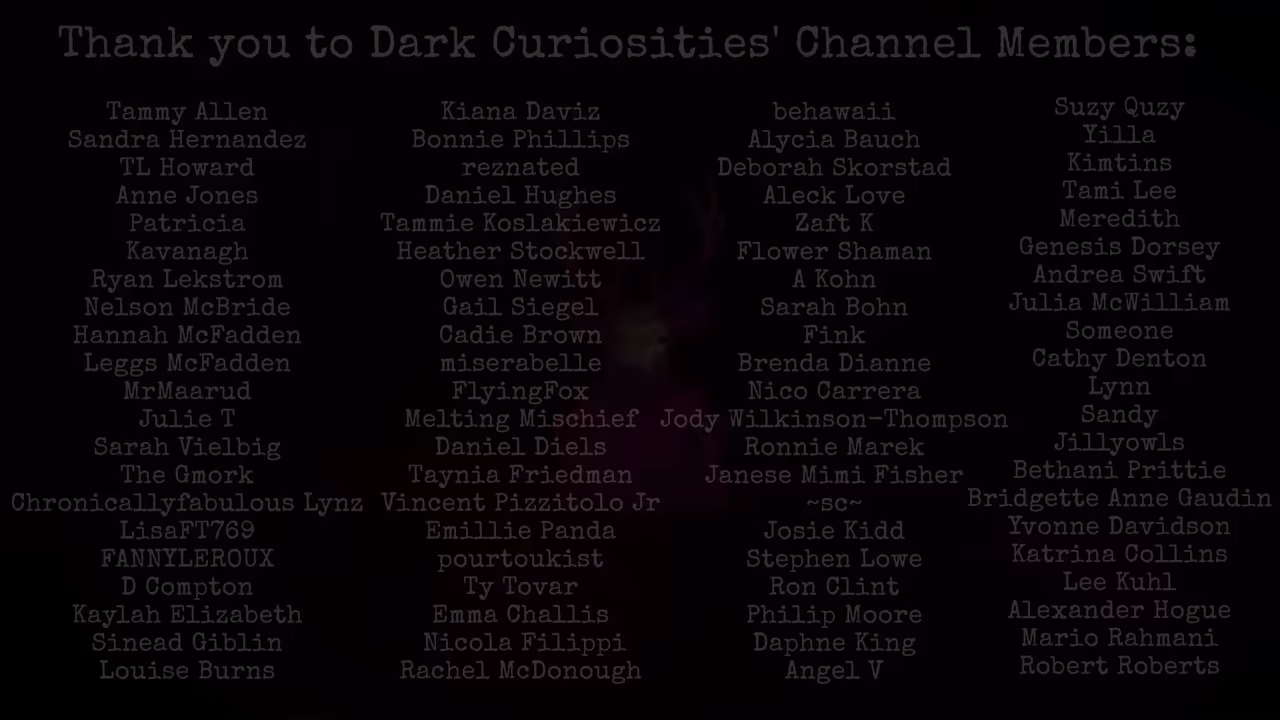 Thank you to Dark Curiosities' Channel Members:
Tammy Allen
Sandra Hernandez
TL Howard
Anne Jones
Patricia
Kavanagh
Ryan Lekstrom
Nelson McBride
Hannah McFadden
Leggs McFadden
MrMaarud
Julie T
Sarah Vielbig
The Gmork
Chronicallyfabulous Lynz
LisaFT769
FANNYLEROUX
D Compton
Kaylah Elizabeth
Sinead Giblin
Louise Burns
Kiana Daviz
Bonnie Phillips
reznated
Daniel Hughes
Tammie Koslakiewicz
Heather Stockwell
Owen Newitt
Gail Siegel
Cadie Brown
miserabelle
FlyingFox
Melting Mischief
Daniel Diels
Taynia Friedman
Vincent Pizzitolo Jr
Emillie Panda
pourtoukist
Ty Tovar
Emma Challis
Nicola Filippi
Rachel McDonough
behawaii
Alycia Bauch
Deborah Skorstad
Aleck Love
Zaft K
Flower Shaman
A Kohn
Sarah Bohn
Fink
Brenda Dianne
Nico Carrera
Jody Wilkinson-Thompson
Ronnie Marek
Janese Mimi Fisher
~sc~
Josie Kidd
Stephen Lowe
Ron Clint
Philip Moore
Daphne King
Angel V
Suzy Quzy
Yilla
Kimtins
Tami Lee
Meredith
Genesis Dorsey
Andrea Swift
Julia McWilliam
Someone
Cathy Denton
Lynn
Sandy
Jillyowls
Bethani Prittie
Bridgette Anne Gaudin
Yvonne Davidson
Katrina Collins
Lee Kuhl
Alexander Hogue
Mario Rahmani
Robert Roberts